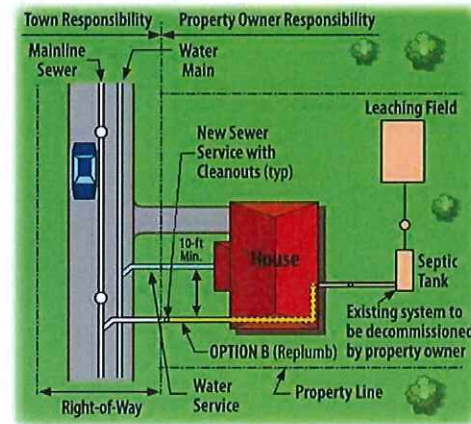 Town Responsibility
Property Owner Responsibility
Mainline
Sewer
Water
Main
New Sewer
Service with
Cleanouts (typ)
Leaching Field
10-ft
Min.
House
Septic
Tank
Existing system to
be decommissioned
by property owner
OPTION B (Replumb)
Water
Service
Property Line
Right-of-Way